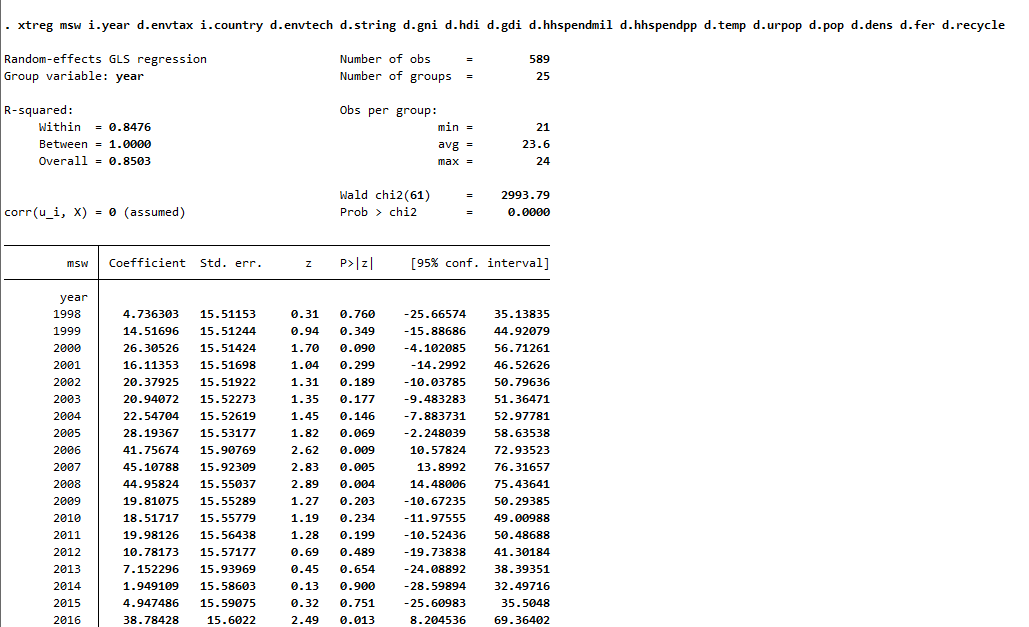 . xtreg msw i.year d.envtax i.country d.envtech d.string d.gni d.hdi d.gdi d.hhspendmil d.hhspendpp d.temp d.urpop d.pop d.dens d.fer d.recycle
Random-effects GLS regression Number of obs = 589
Group variable: year Number of groups = 25
R-squared: Obs per group:
Within = 0.8476 min = 21
Between = 1.0000 avg = 23.6
Overall = 0.8503 max = 24
Wald chi2(61) = 2993.79
corr(u_i, X) = 0 (assumed) Prob > chi2 = 0.0000
msw Coefficient Std. err. z P>|z| [95% conf. interval]
year
1998 4.736303 15.51153 0.31 0.760 -25.66574 35.13835
1999 14.51696 15.51244 0.94 0.349 -15.88686 44.92079
2000 26.30526 15.51424 1.70 0.090 -4.102085 56.71261
2001 16.11353 15.51698 1.04 0.299 -14.2992 46.52626
2002 20.37925 15.51922 1.31 0.189 -10.03785 50.79636
2003 20.94072 15.52273 1.35 0.177 -9.483283 51.36471
2004 22.54704 15.52619 1.45 0.146 -7.883731 52.97781
2005 28.19367 15.53177 1.82 0.069 -2.248039 58.63538
2006 41.75674 15.90769 2.62 0.009 10.57824 72.93523
2007 45.10788 15.92309 2.83 0.005 13.8992 76.31657
2008 44.95824 15.55037 2.89 0.004 14.48006 75.43641
2009 19.81075 15.55289 1.27 0.203 -10.67235 50.29385
2010 18.51717 15.55779 1.19 0.234 -11.97555 49.00988
2011 19.98126 15.56438 1.28 0.199 -10.52436 50.48688
2012 10.78173 15.57177 0.69 0.489 -19.73838 41.30184
2013 7.152296 15.93969 0.45 0.654 -24.08892 38.39351
2014 1.949109 15.58603 0.13 0.900 -28.59894 32.49716
2015 4.947486 15.59075 0.32 0.751 -25.60983 35.5048
2016 38.78428 15.6022 2.49 0.013 8.204536 69.36402